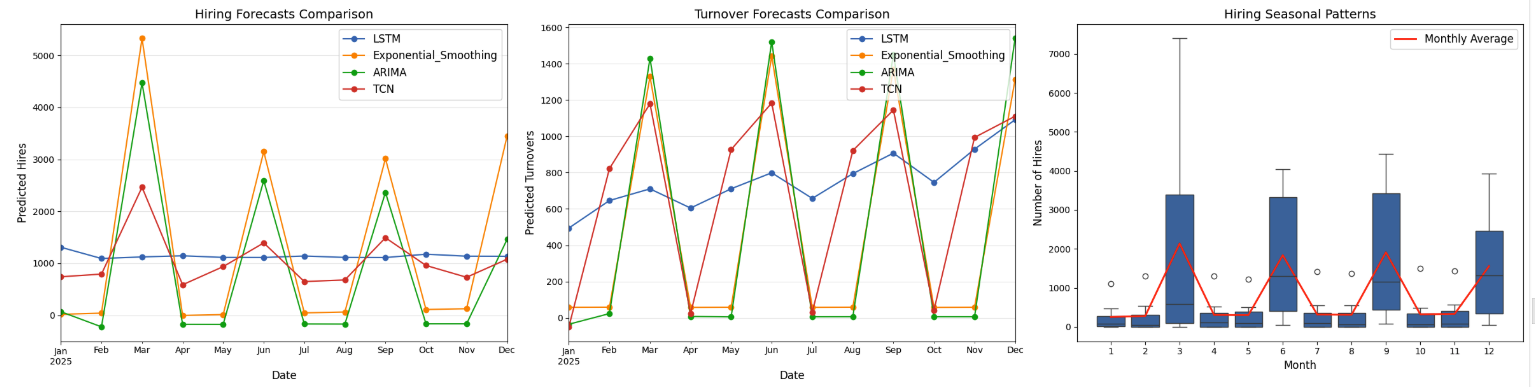 Hiring Forecasts Comparison
Predicted Hires
5000
4000
3000
2000
1000
0
LSTM
Exponential_Smoothing
ARIMA
TCN
Jan Feb Mar Apr May Jun Jul Aug Sep Oct Nov Dec
2025
Date
Turnover Forecasts Comparison
Predicted Turnovers
1600
1400
1200
1000
800
600
400
200
0
LSTM
Exponential_Smoothing
ARIMA
TCN
Jan Feb Mar Apr May Jun Jul Aug Sep Oct Nov Dec
2025
Date
Hiring Seasonal Patterns
Number of Hires
7000
6000
5000
4000
3000
2000
1000
0
Monthly Average
1 2 3 4 5 6 7 8 9 10 11 12
Month